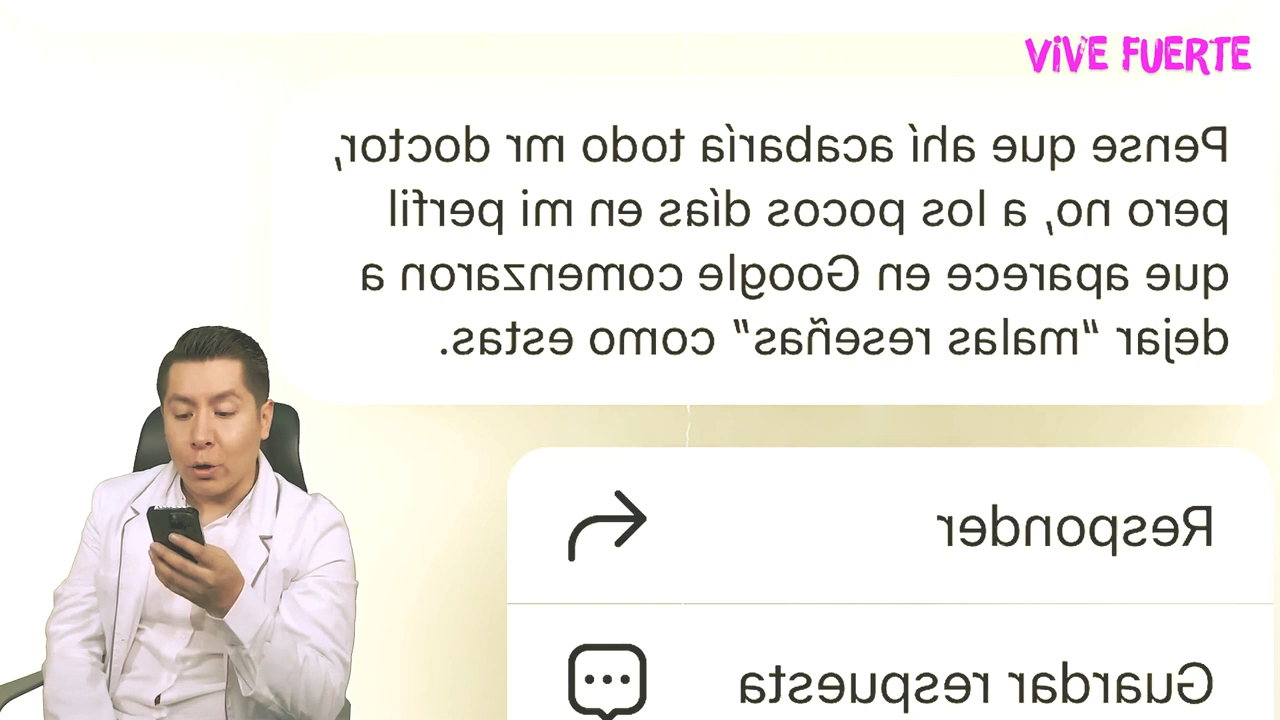 VIVE FUERTE
Pense que ahí acabaría todo mr doctor,
pero no, a los pocos días en mi perfil
que aparece en Google comenzaron a
dejar "malas reseñas" como estas.
Responder
Guardar respuesta